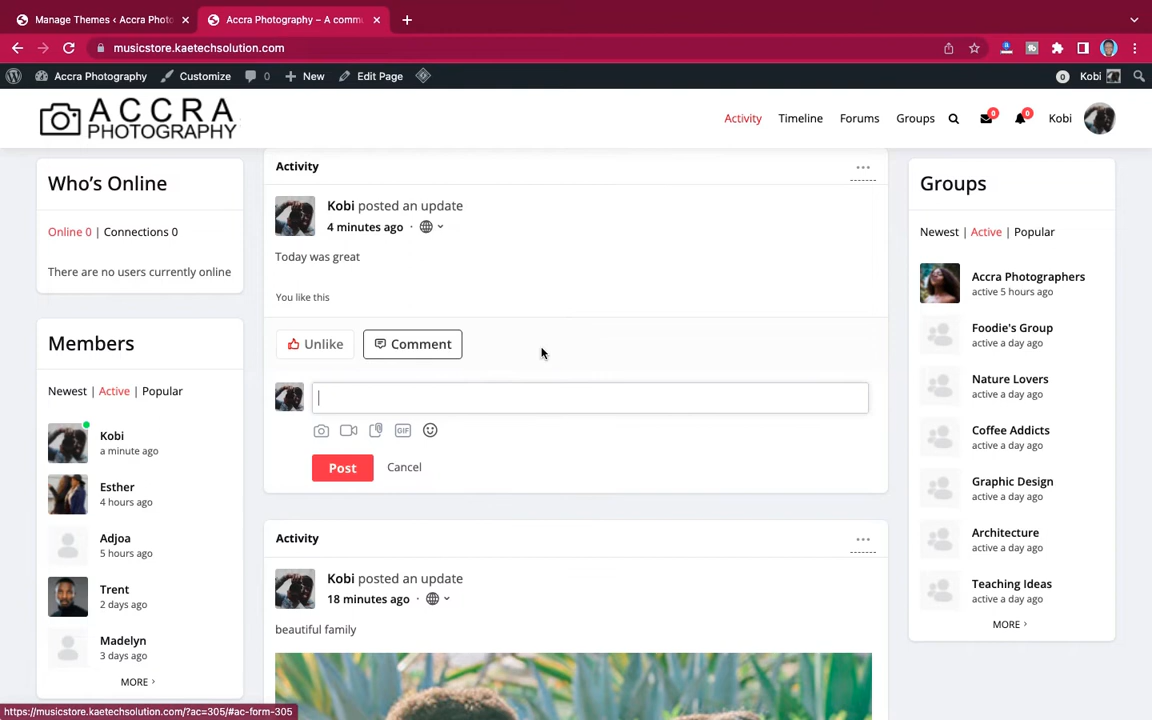 Manage Themes ‹ Accra Photo
Accra Photography – A comm
musicstore.kaetechsolution.com
Accra Photography
Customize
0
New
Edit Page
0
Kobi
ACCRA
PHOTOGRAPHY
Activity
Timeline
Forums
Groups
0
0
Kobi
Who's Online
Online 0 | Connections 0
There are no users currently online
Members
Newest | Active | Popular
Kobi
a minute ago
Esther
4 hours ago
Adjoa
5 hours ago
Trent
2 days ago
Madelyn
3 days ago
MORE ›
Activity
Kobi posted an update
4 minutes ago
Today was great
You like this
Unlike
Comment
GIF
Post
Cancel
Activity
Kobi posted an update
18 minutes ago
beautiful family
Groups
Newest | Active | Popular
Accra Photographers
active 5 hours ago
Foodie's Group
active a day ago
Nature Lovers
active a day ago
Coffee Addicts
active a day ago
Graphic Design
active a day ago
Architecture
active a day ago
Teaching Ideas
active a day ago
MORE ›
https://musicstore.kaetechsolution.com/?ac=305/#ac-form-305